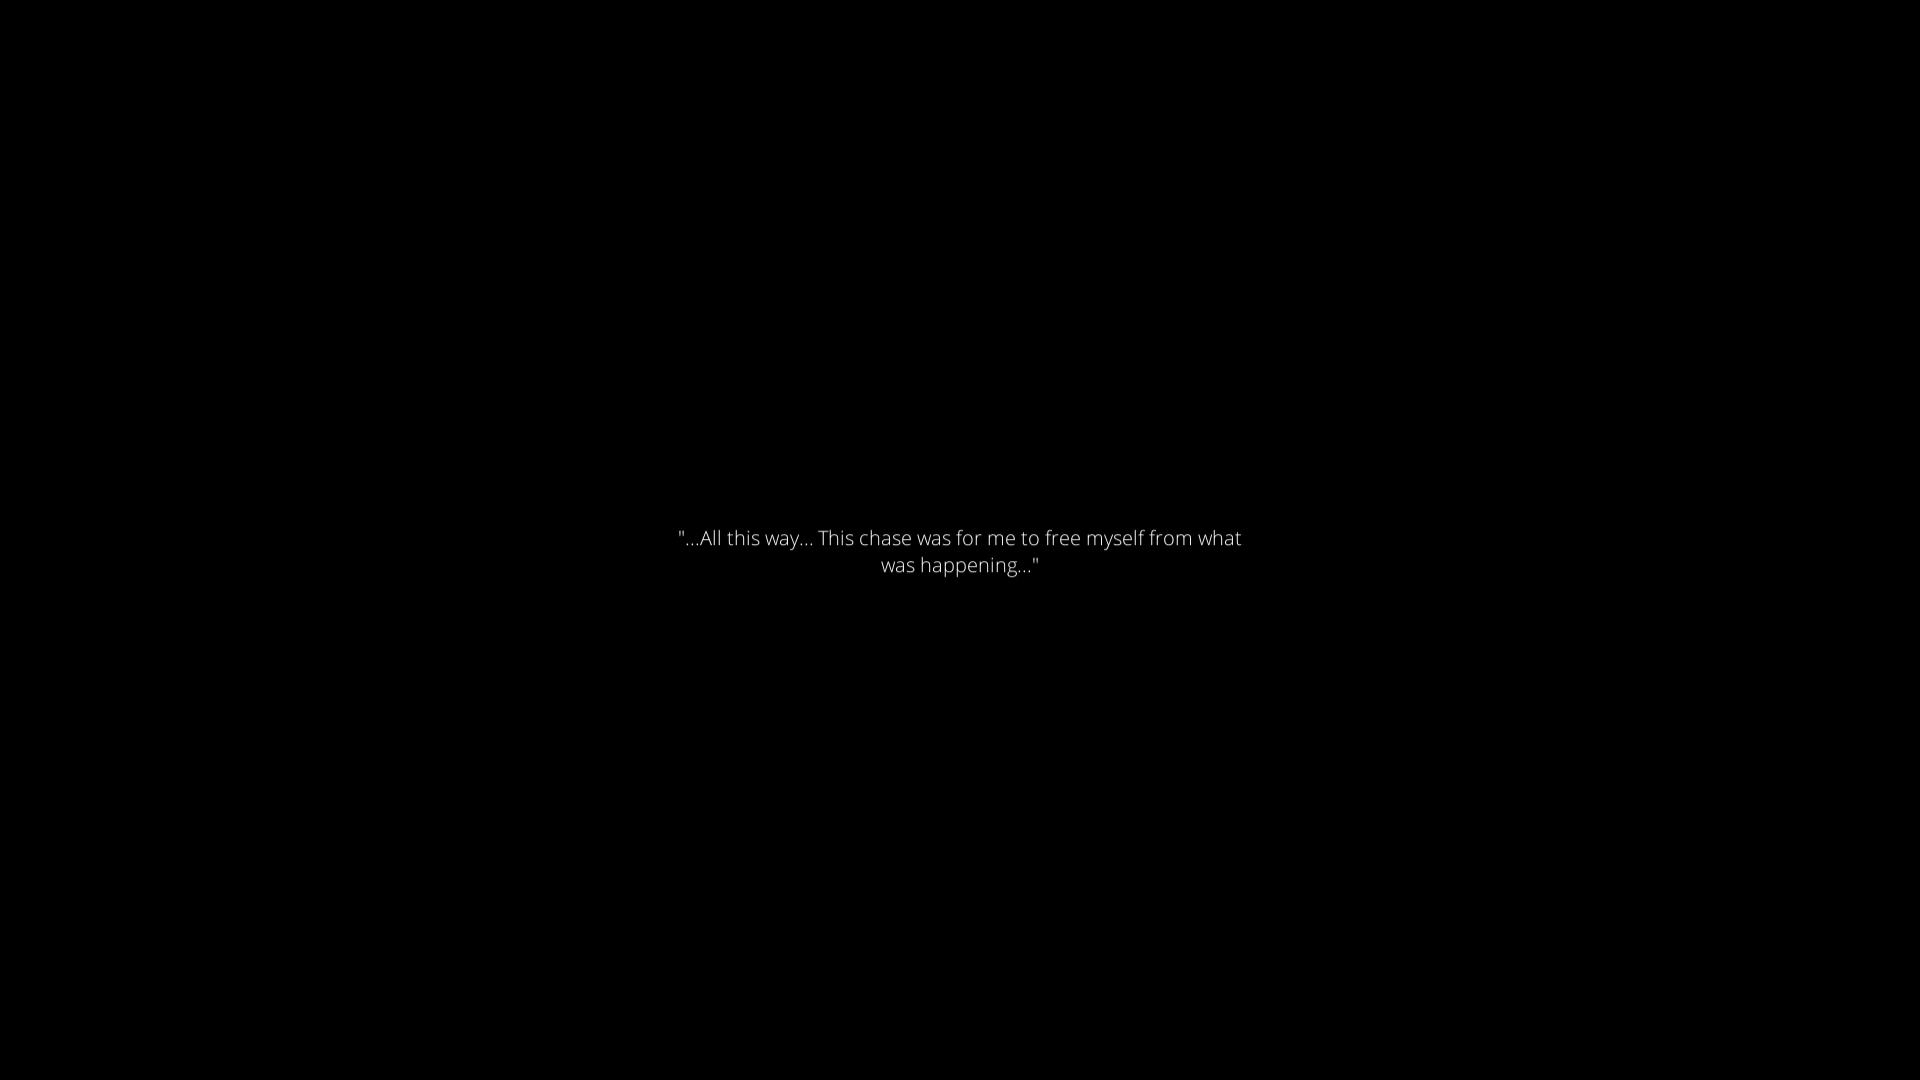 "...All this way... This chase was for me to free myself from what
was happening..."